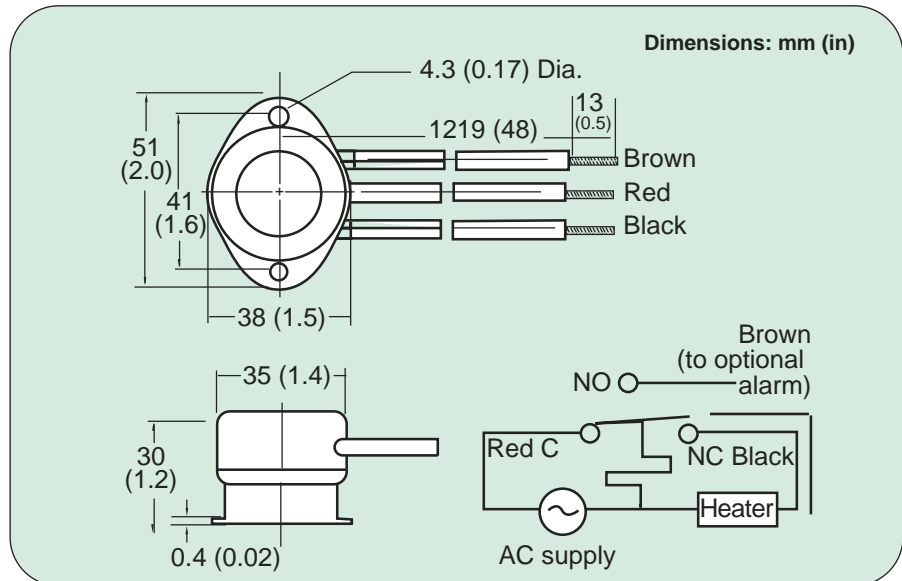 Dimensions: mm (in)
4.3 (0.17) Dia.
13
(0.5)
1219 (48)
51
(2.0)
41
(1.6)
Brown
Red
Black
38 (1.5)
35 (1.4)
30
(1.2)
0.4 (0.02)
Brown
(to optional
alarm)
NO
Red C
NC Black
Heater
AC supply